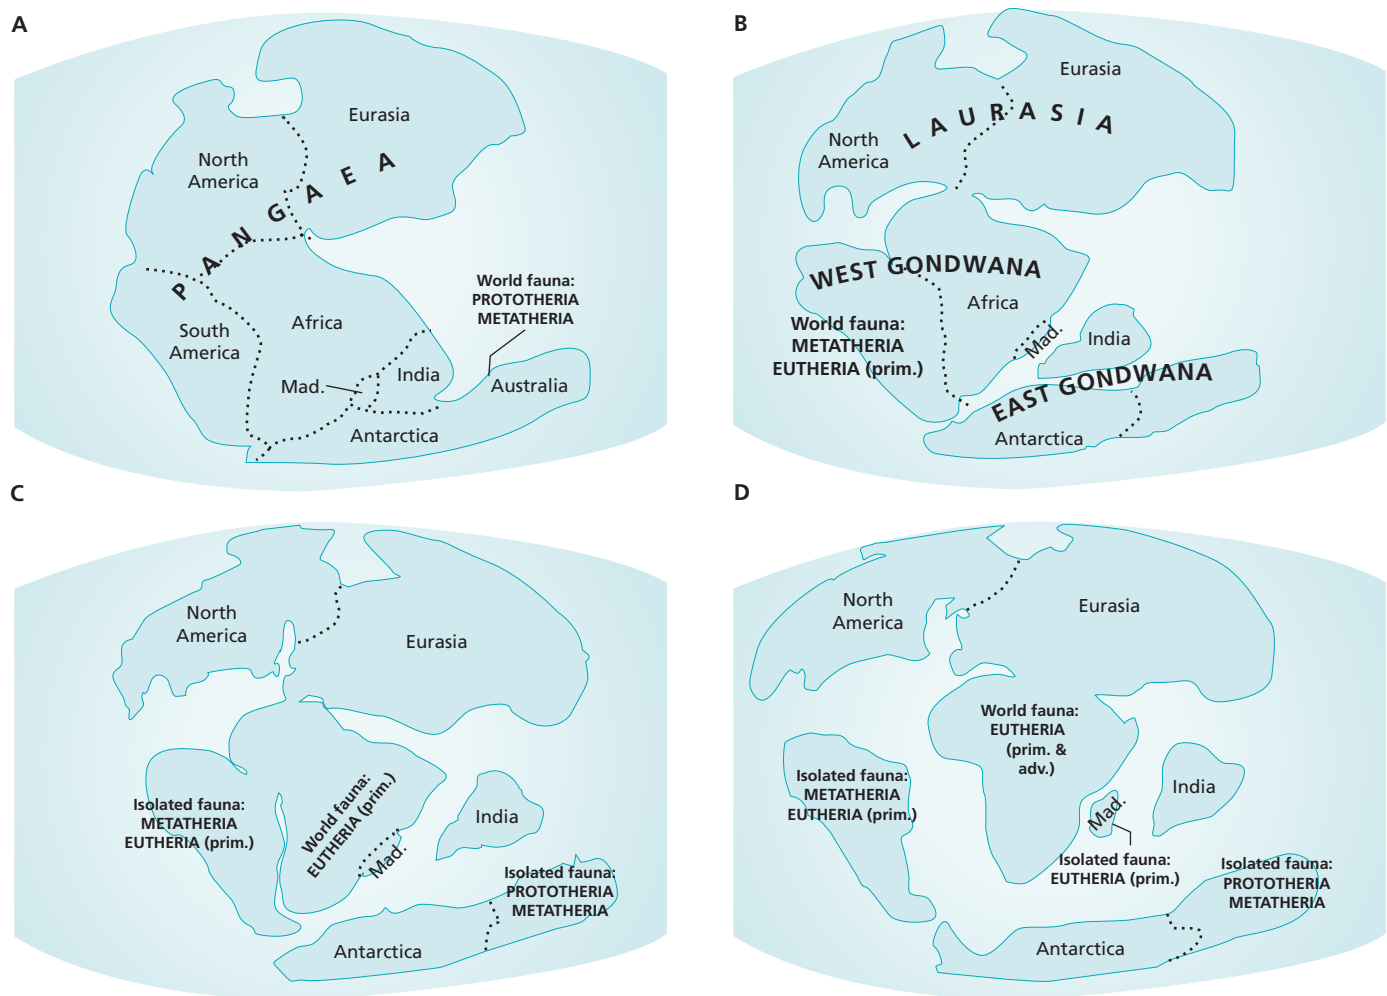 A
Eurasia
North
America
PANGAEA
World fauna:
PROTOTHERIA
METATHERIA
South
America
Africa
Mad.
India
Australia
Antarctica
B
Eurasia
LAURASIA
North
America
WEST GONDWANA
Africa
World fauna:
METATHERIA
EUTHERIA (prim.)
Mad.
India
EAST GONDWANA
Antarctica
C
North
America
Eurasia
Isolated fauna:
METATHERIA
EUTHERIA (prim.)
World fauna:
EUTHERIA (prim.)
Mad.
India
Isolated fauna:
PROTOTHERIA
METATHERIA
Antarctica
D
North
America
Eurasia
World fauna:
EUTHERIA
(prim. &
adv.)
Isolated fauna:
METATHERIA
EUTHERIA (prim.)
Mad.
India
Isolated fauna:
EUTHERIA (prim.)
Isolated fauna:
PROTOTHERIA
METATHERIA
Antarctica